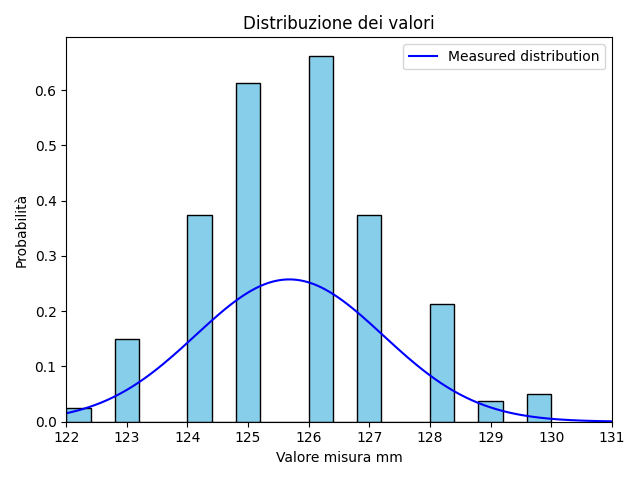 Distribuzione dei valori
Measured distribution
Probabilità
0.6
0.5
0.4
0.3
0.2
0.1
0.0
122 123 124 125 126 127 128 129 130 131
Valore misura mm